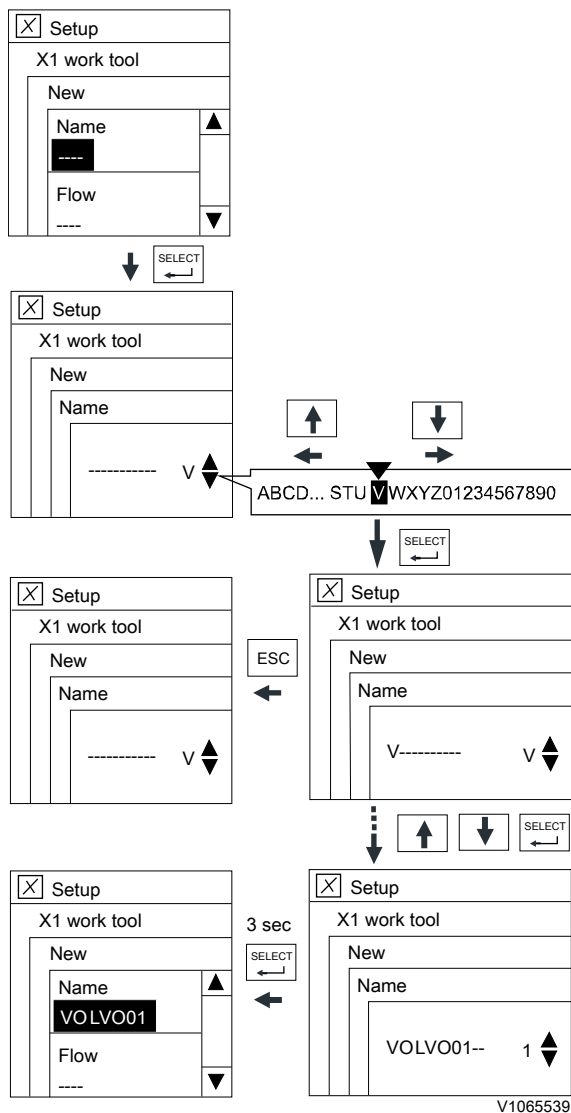 X Setup
X1 work tool
New
Name
----
Flow
----
SELECT
X Setup
X1 work tool
New
Name
----------- V
ABCD... STU V WXYZ01234567890
SELECT
X Setup
X1 work tool
New
Name
V---------- V
ESC
X Setup
X1 work tool
New
Name
----------- V
SELECT
X Setup
X1 work tool
New
Name
VOLVO01-- 1
3 sec
SELECT
X Setup
X1 work tool
New
Name
VOLVO01
Flow
----
V1065539